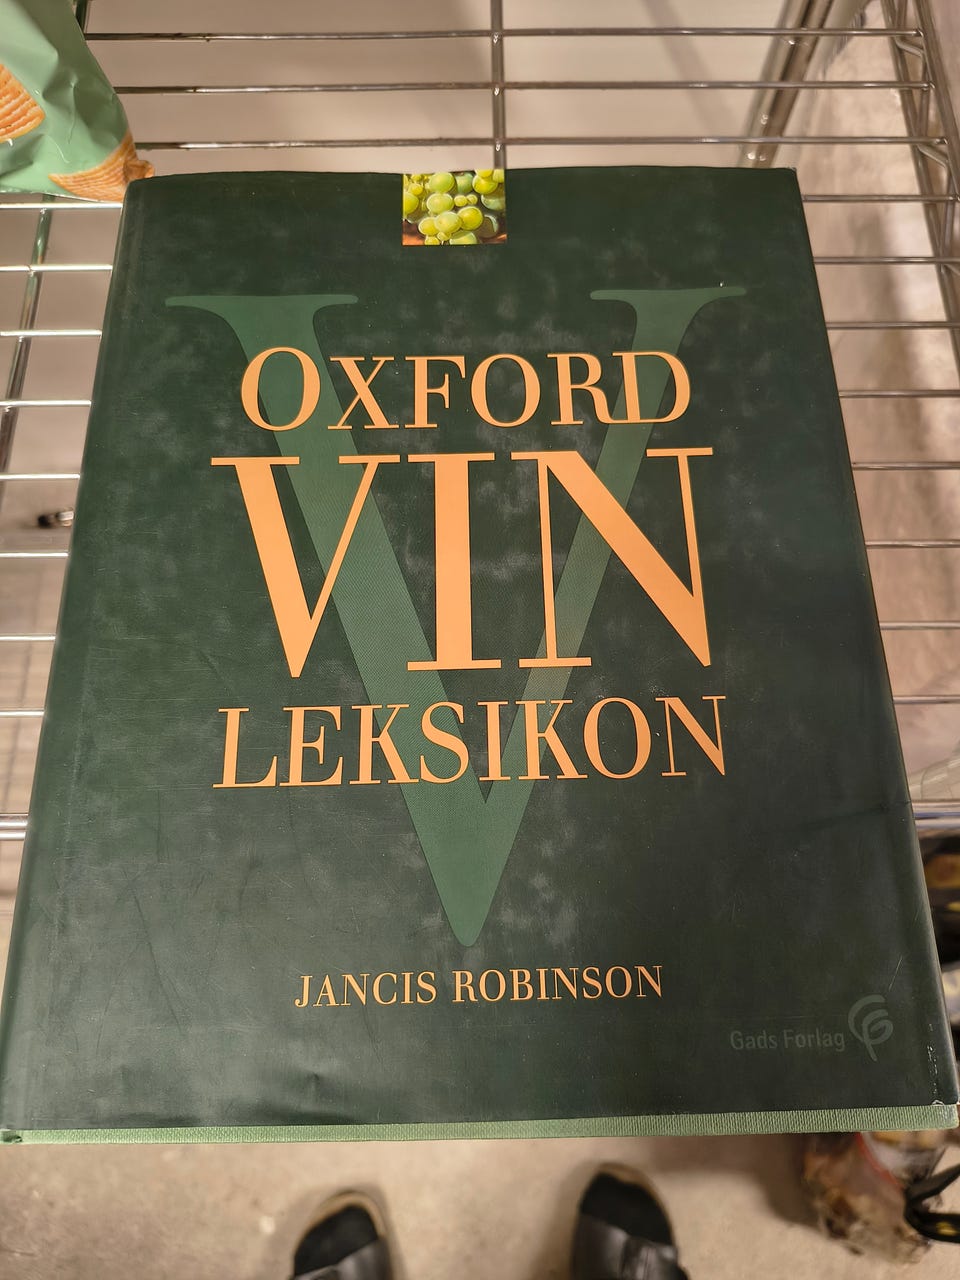 OXFORD
VIN
LEKSIKON
JANCIS ROBINSON
Gads Forlag